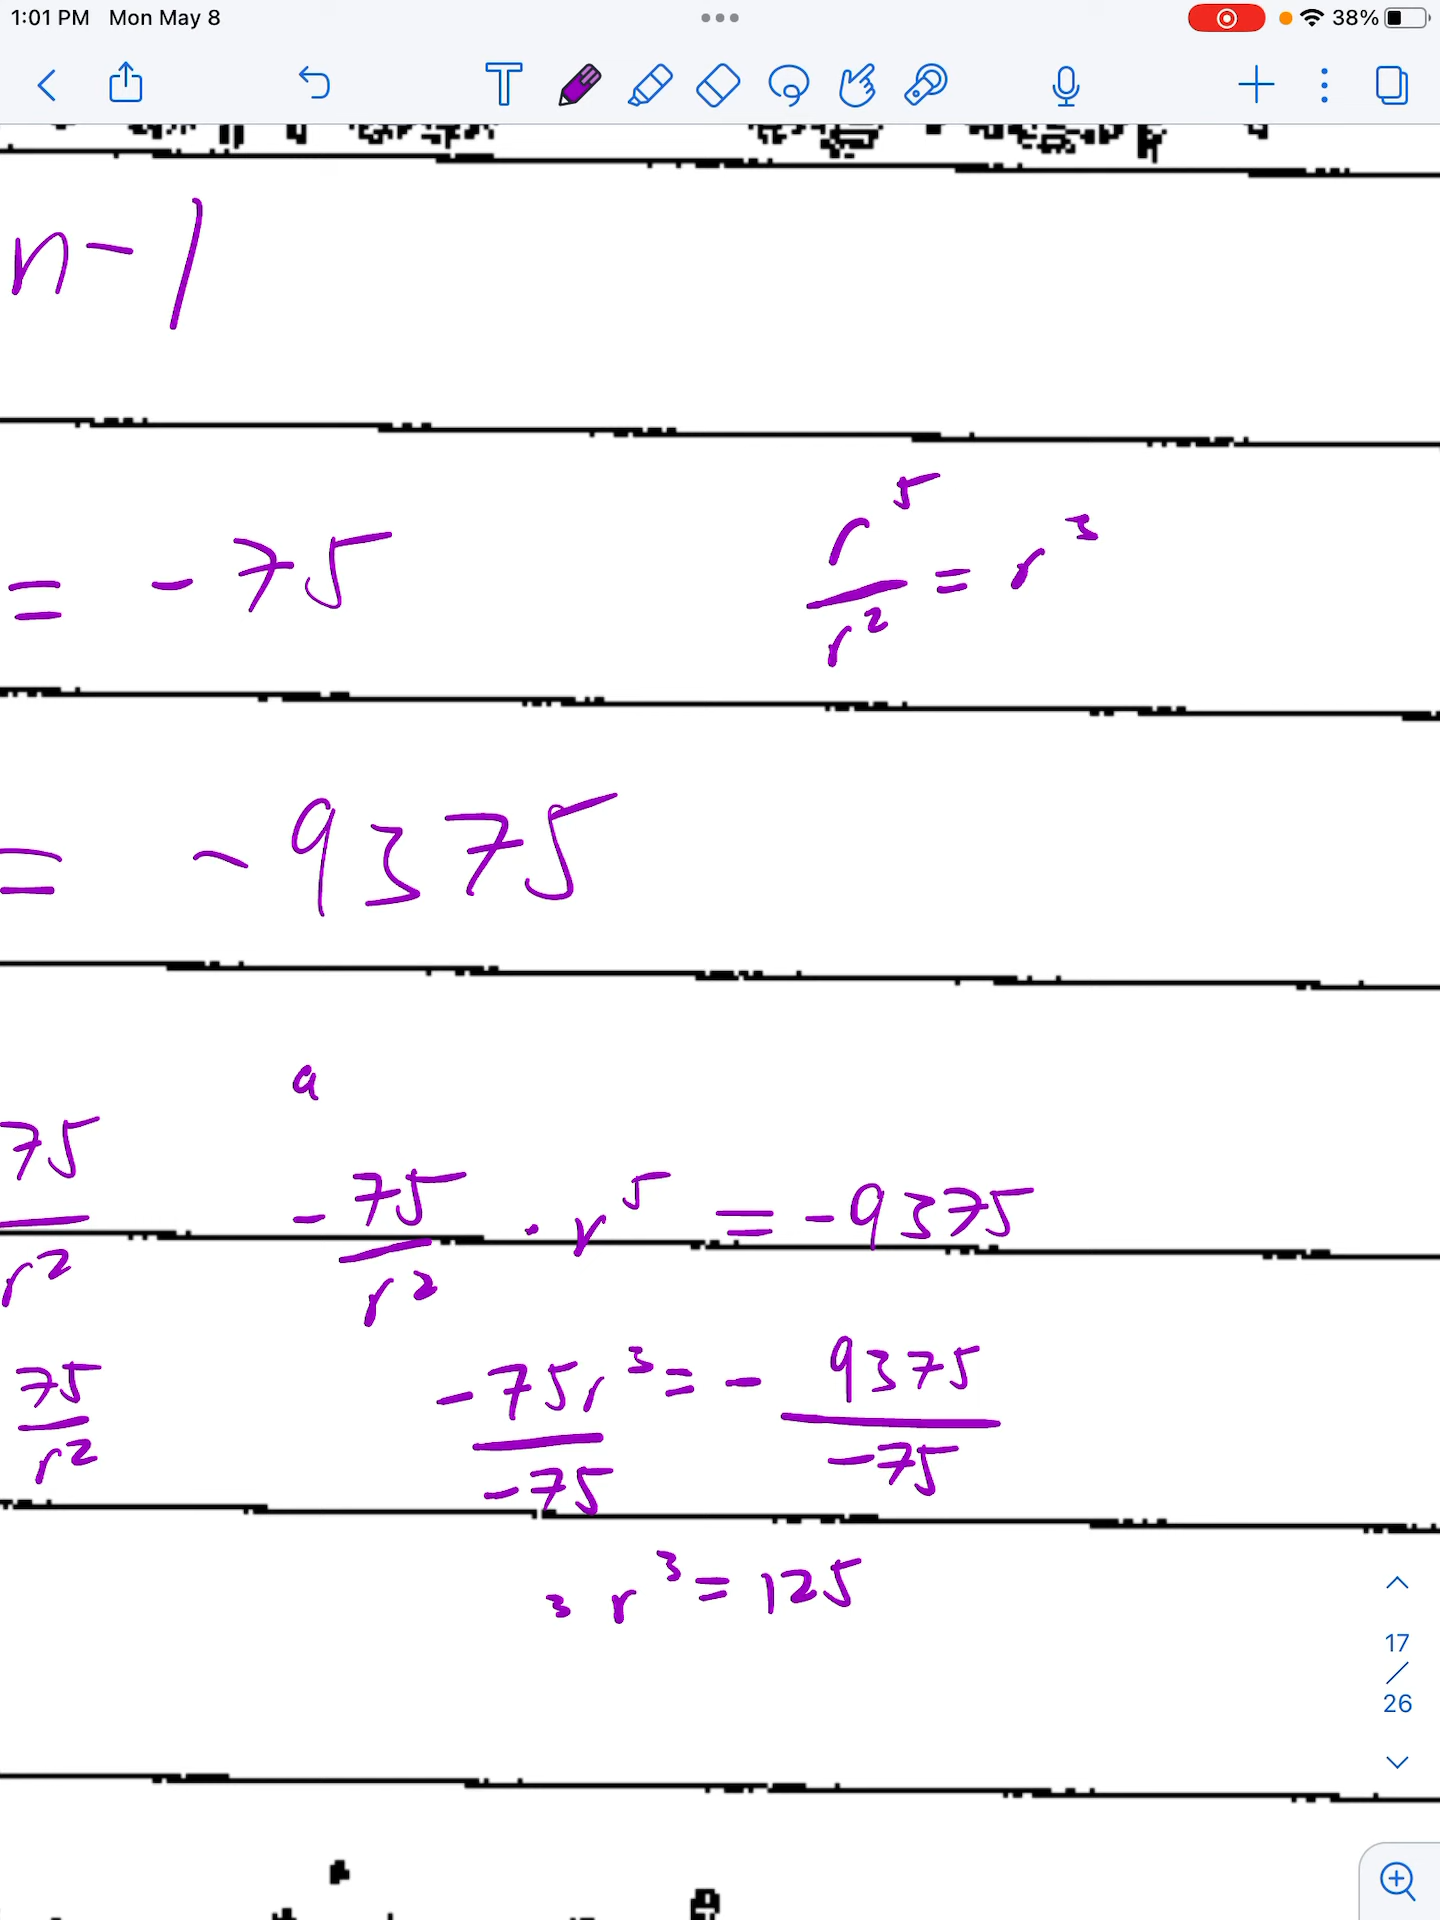 1:01 PM Mon May 8
38%
T
n-1
= -75
r^5/r^2 = r^3
= -9375
a
75/r^2
-75/r^2 · r^5 = -9375
75/r^2
-75r^3/-75 = -9375/-75
3 r^3 = 125
17
/
26